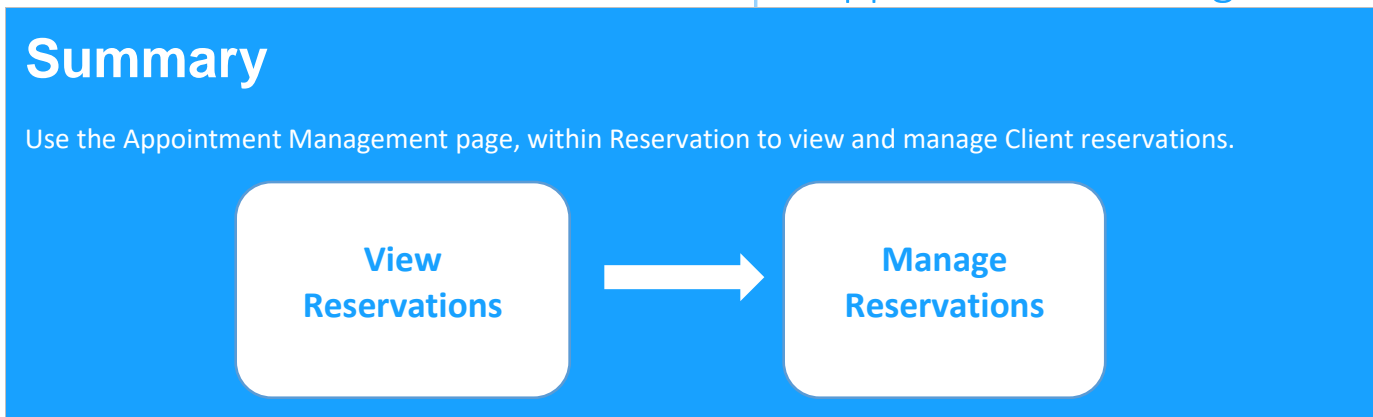 Summary
Use the Appointment Management page, within Reservation to view and manage Client reservations.
View
Reservations
Manage
Reservations